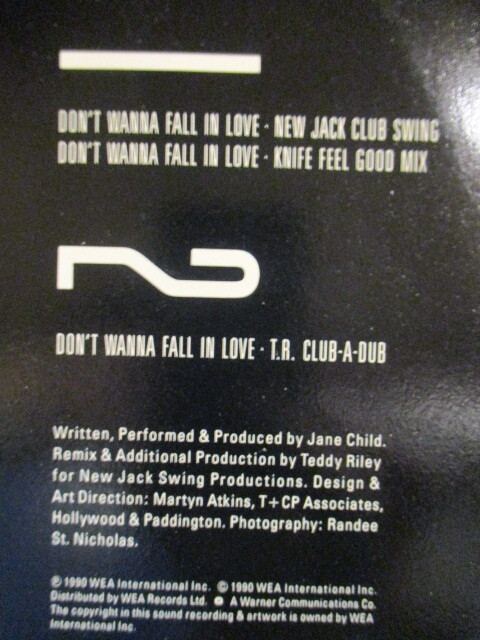 DON'T WANNA FALL IN LOVE · NEW JACK CLUB SWING
DON'T WANNA FALL IN LOVE · KNIFE FEEL GOOD MIX
2
DON'T WANNA FALL IN LOVE · T.R. CLUB-A-DUB
Written, Performed & Produced by Jane Child.
Remix & Additional Production by Teddy Riley
for New Jack Swing Productions. Design &
Art Direction: Martyn Atkins, T+CP Associates,
Hollywood & Paddington. Photography: Randee
St. Nicholas.
℗ 1990 WEA International Inc. © 1990 WEA International Inc.
Distributed by WEA Records Ltd. A Warner Communications Co.
The copyright in this sound recording & artwork is owned by WEA
International Inc.